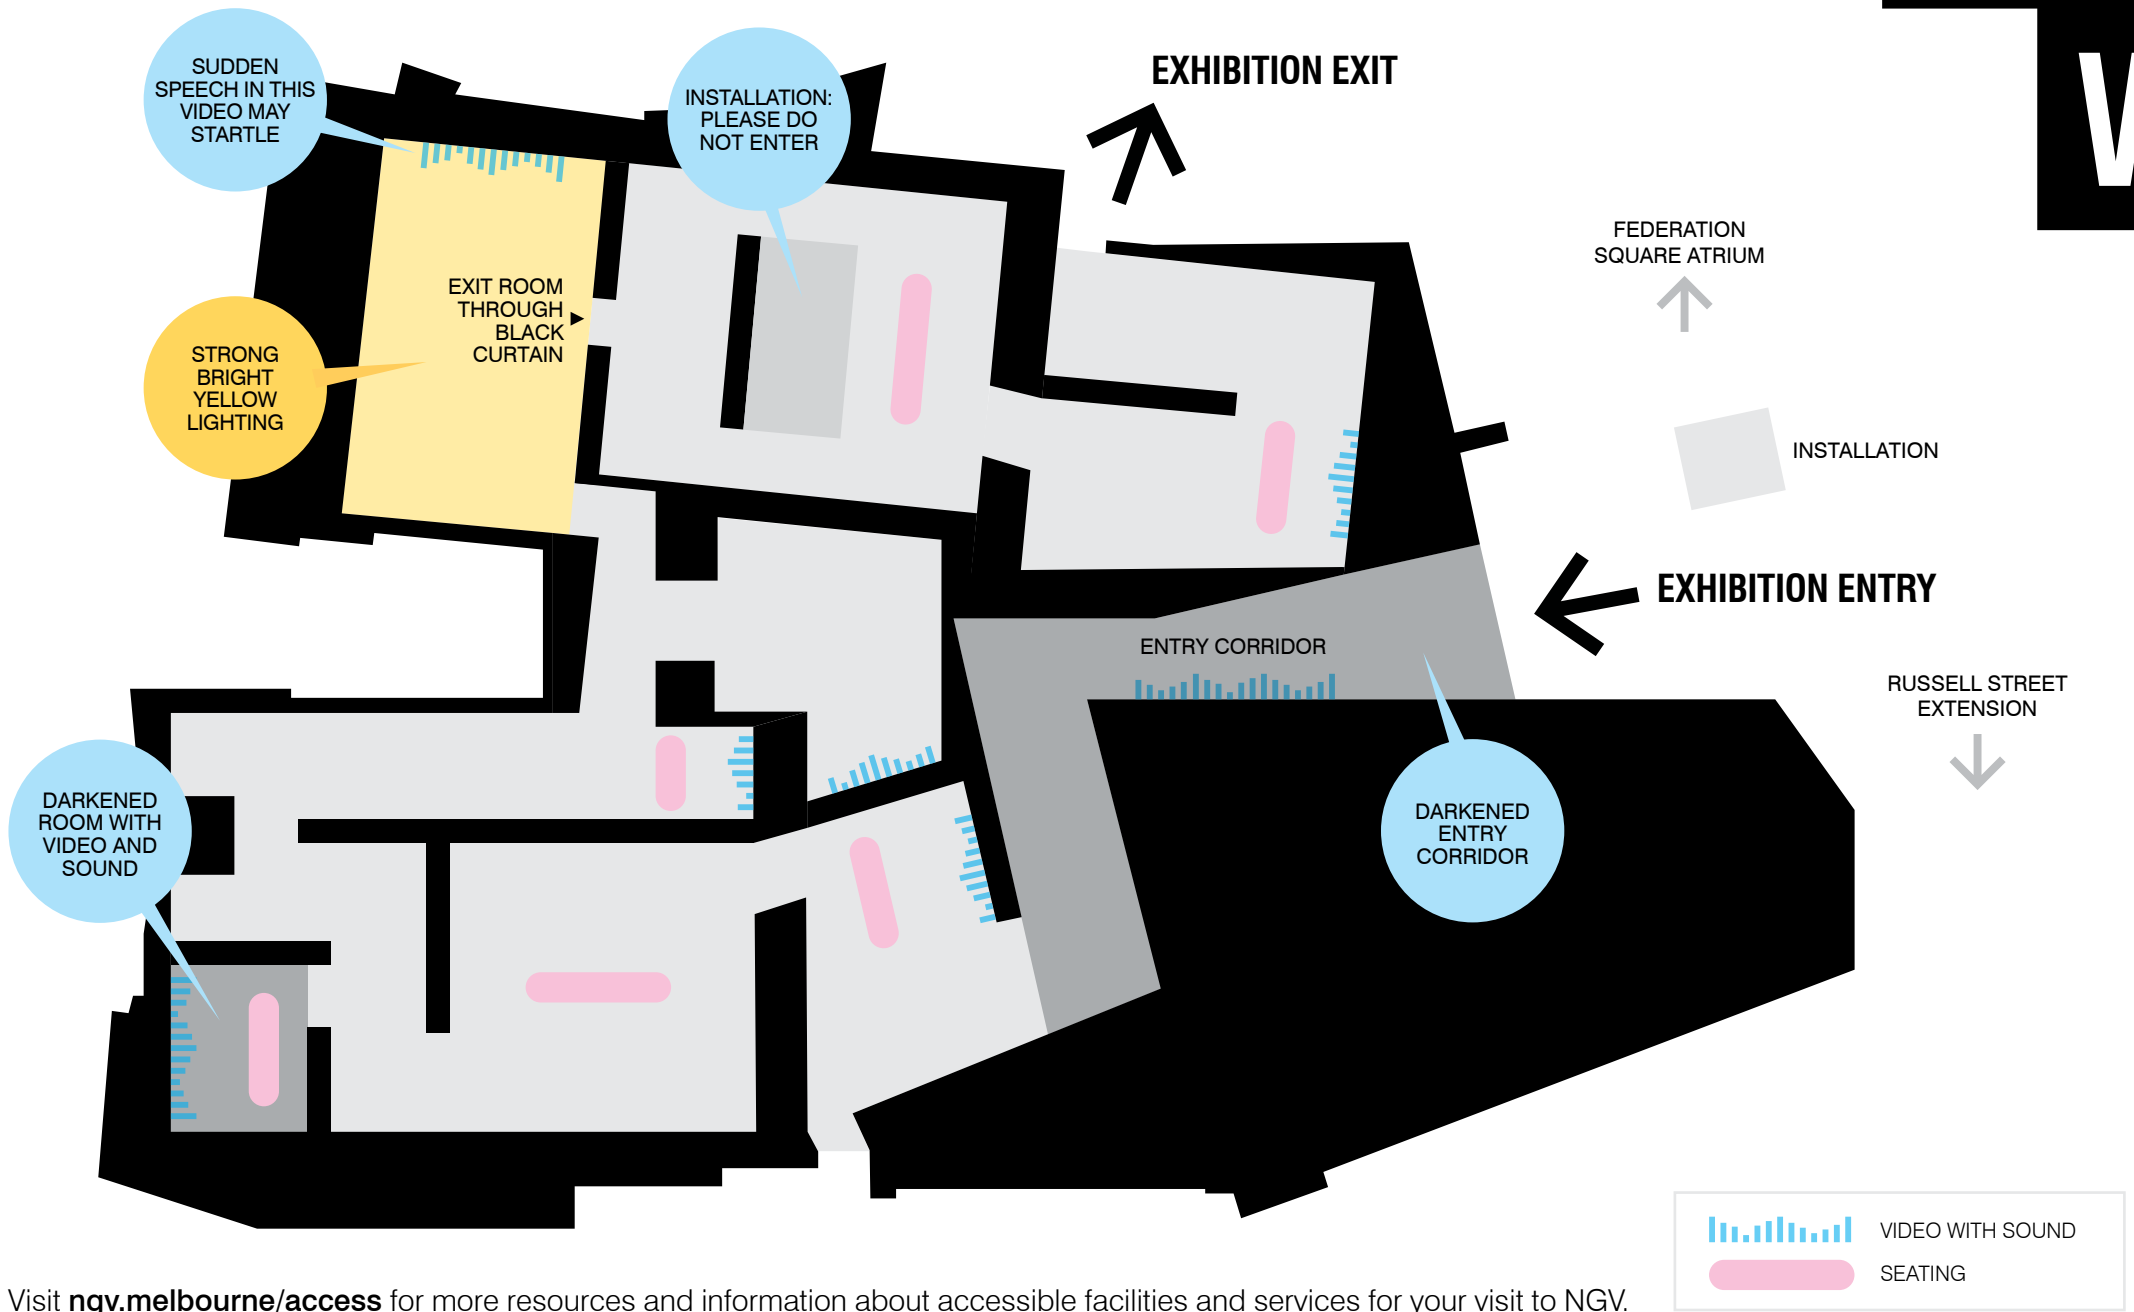 SUDDEN
SPEECH IN THIS
VIDEO MAY
STARTLE
INSTALLATION:
PLEASE DO
NOT ENTER
EXHIBITION EXIT
W
FEDERATION
SQUARE ATRIUM
EXIT ROOM
THROUGH
BLACK
CURTAIN
STRONG
BRIGHT
YELLOW
LIGHTING
INSTALLATION
EXHIBITION ENTRY
ENTRY CORRIDOR
RUSSELL STREET
EXTENSION
DARKENED
ROOM WITH
VIDEO AND
SOUND
DARKENED
ENTRY
CORRIDOR
VIDEO WITH SOUND
SEATING
Visit ngv.melbourne/access for more resources and information about accessible facilities and services for your visit to NGV.